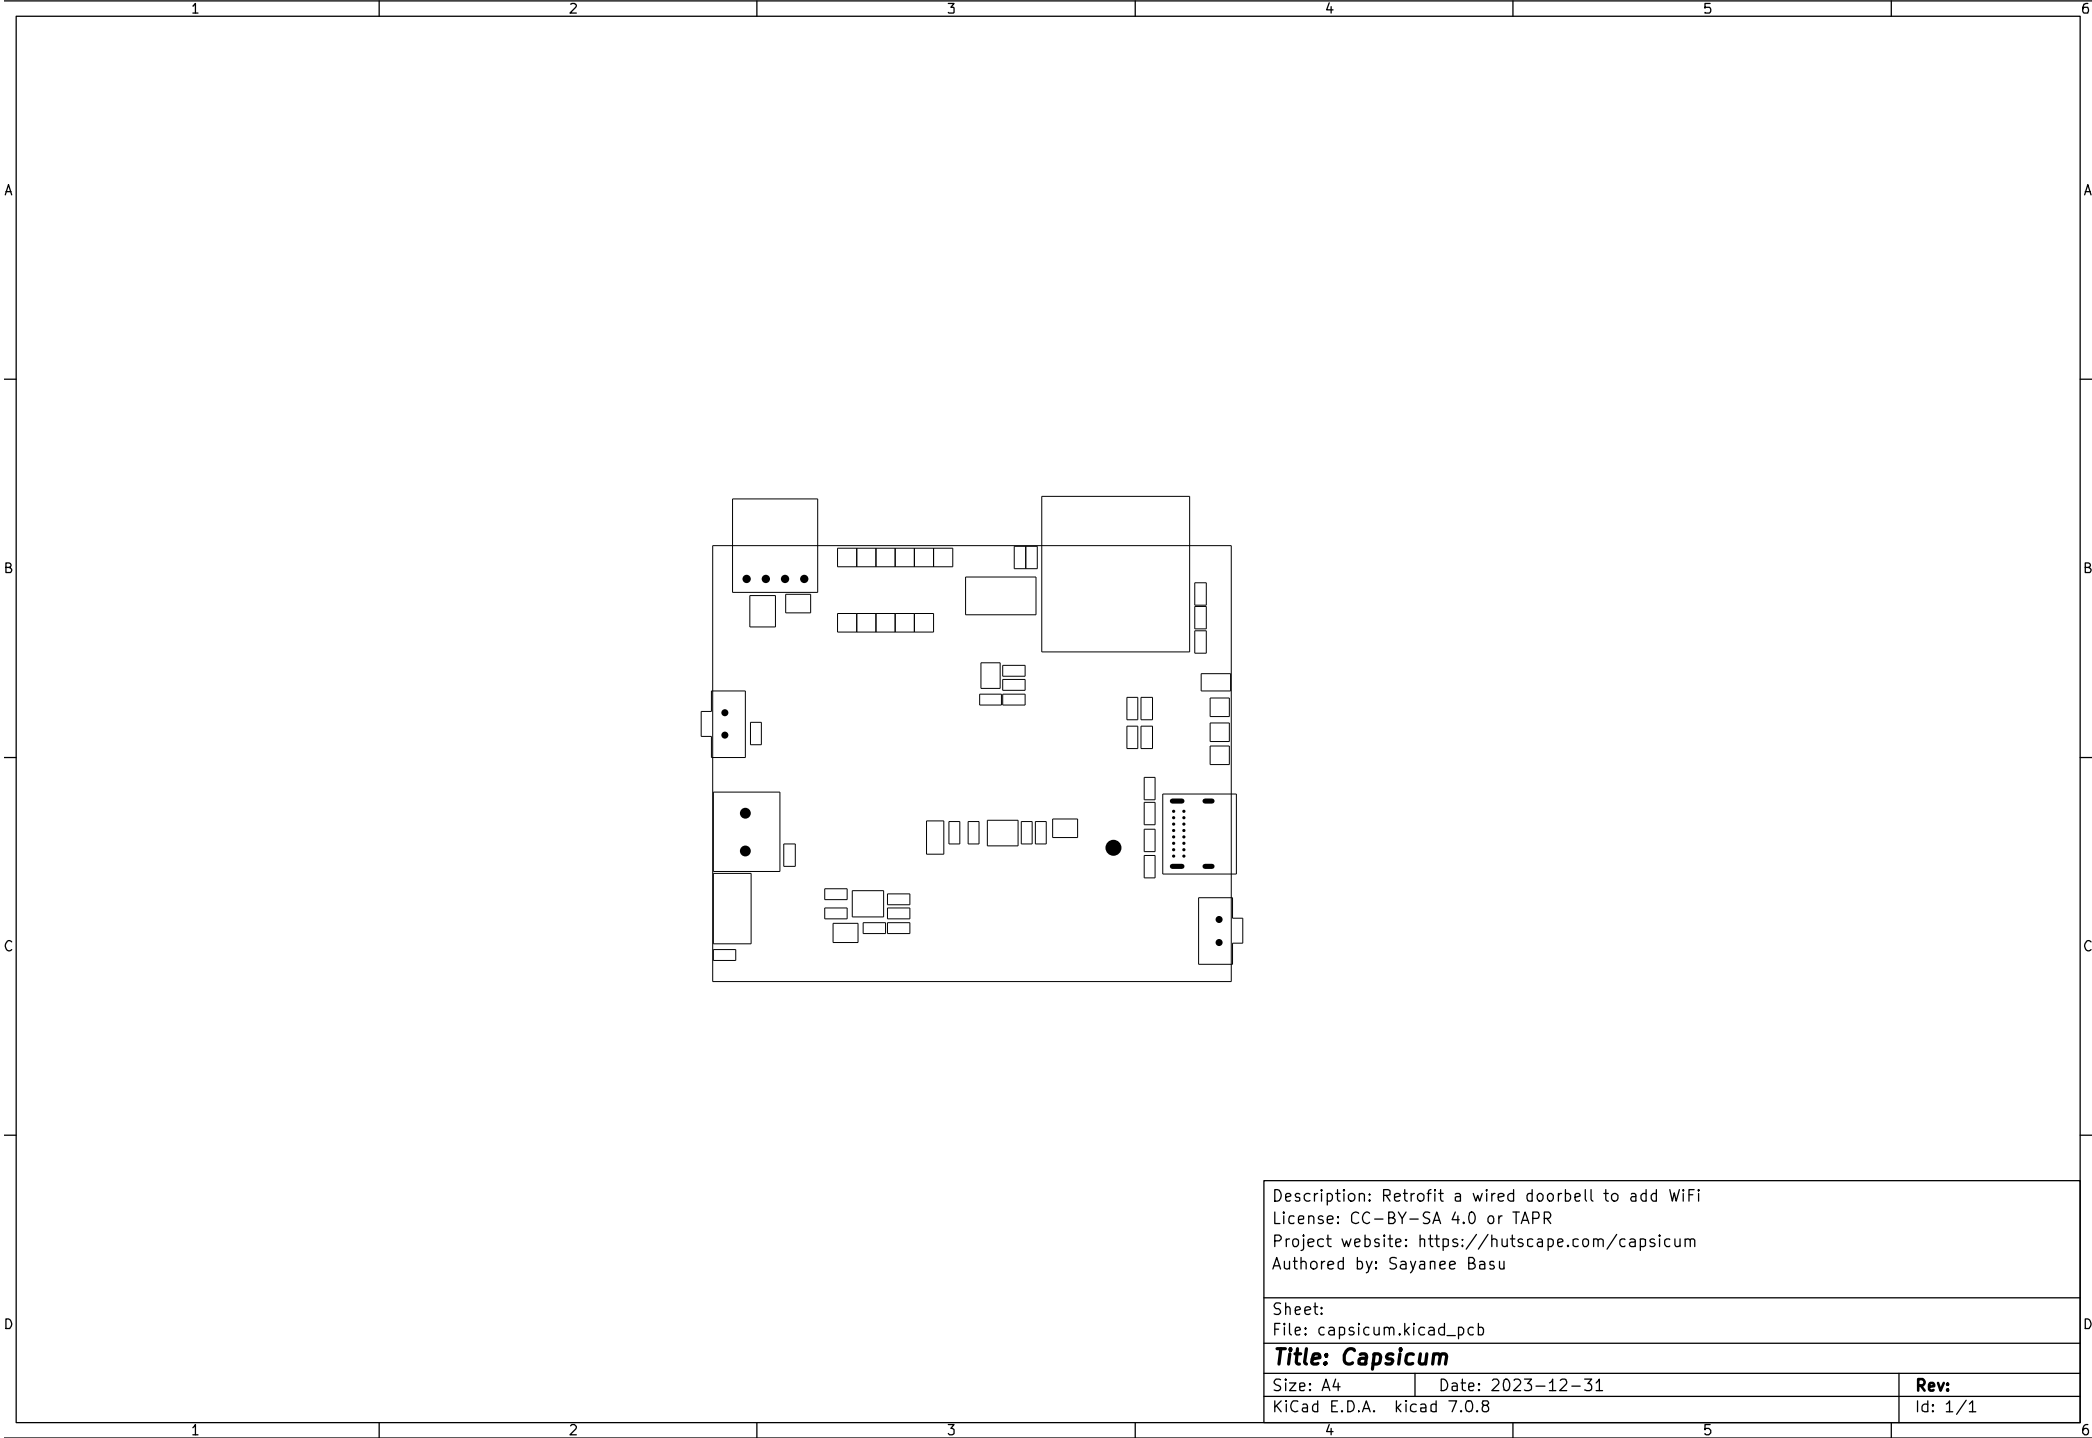 1 2 3 4 5 6
A A
B B
C C
Description: Retrofit a wired doorbell to add WiFi
License: CC-BY-SA 4.0 or TAPR
Project website: https://hutscape.com/capsicum
Authored by: Sayanee Basu
Sheet:
D D
File: capsicum.kicad_pcb
Title: Capsicum
Size: A4 Date: 2023-12-31 Rev:
KiCad E.D.A. kicad 7.0.8 Id: 1/1
1 2 3 4 5 6